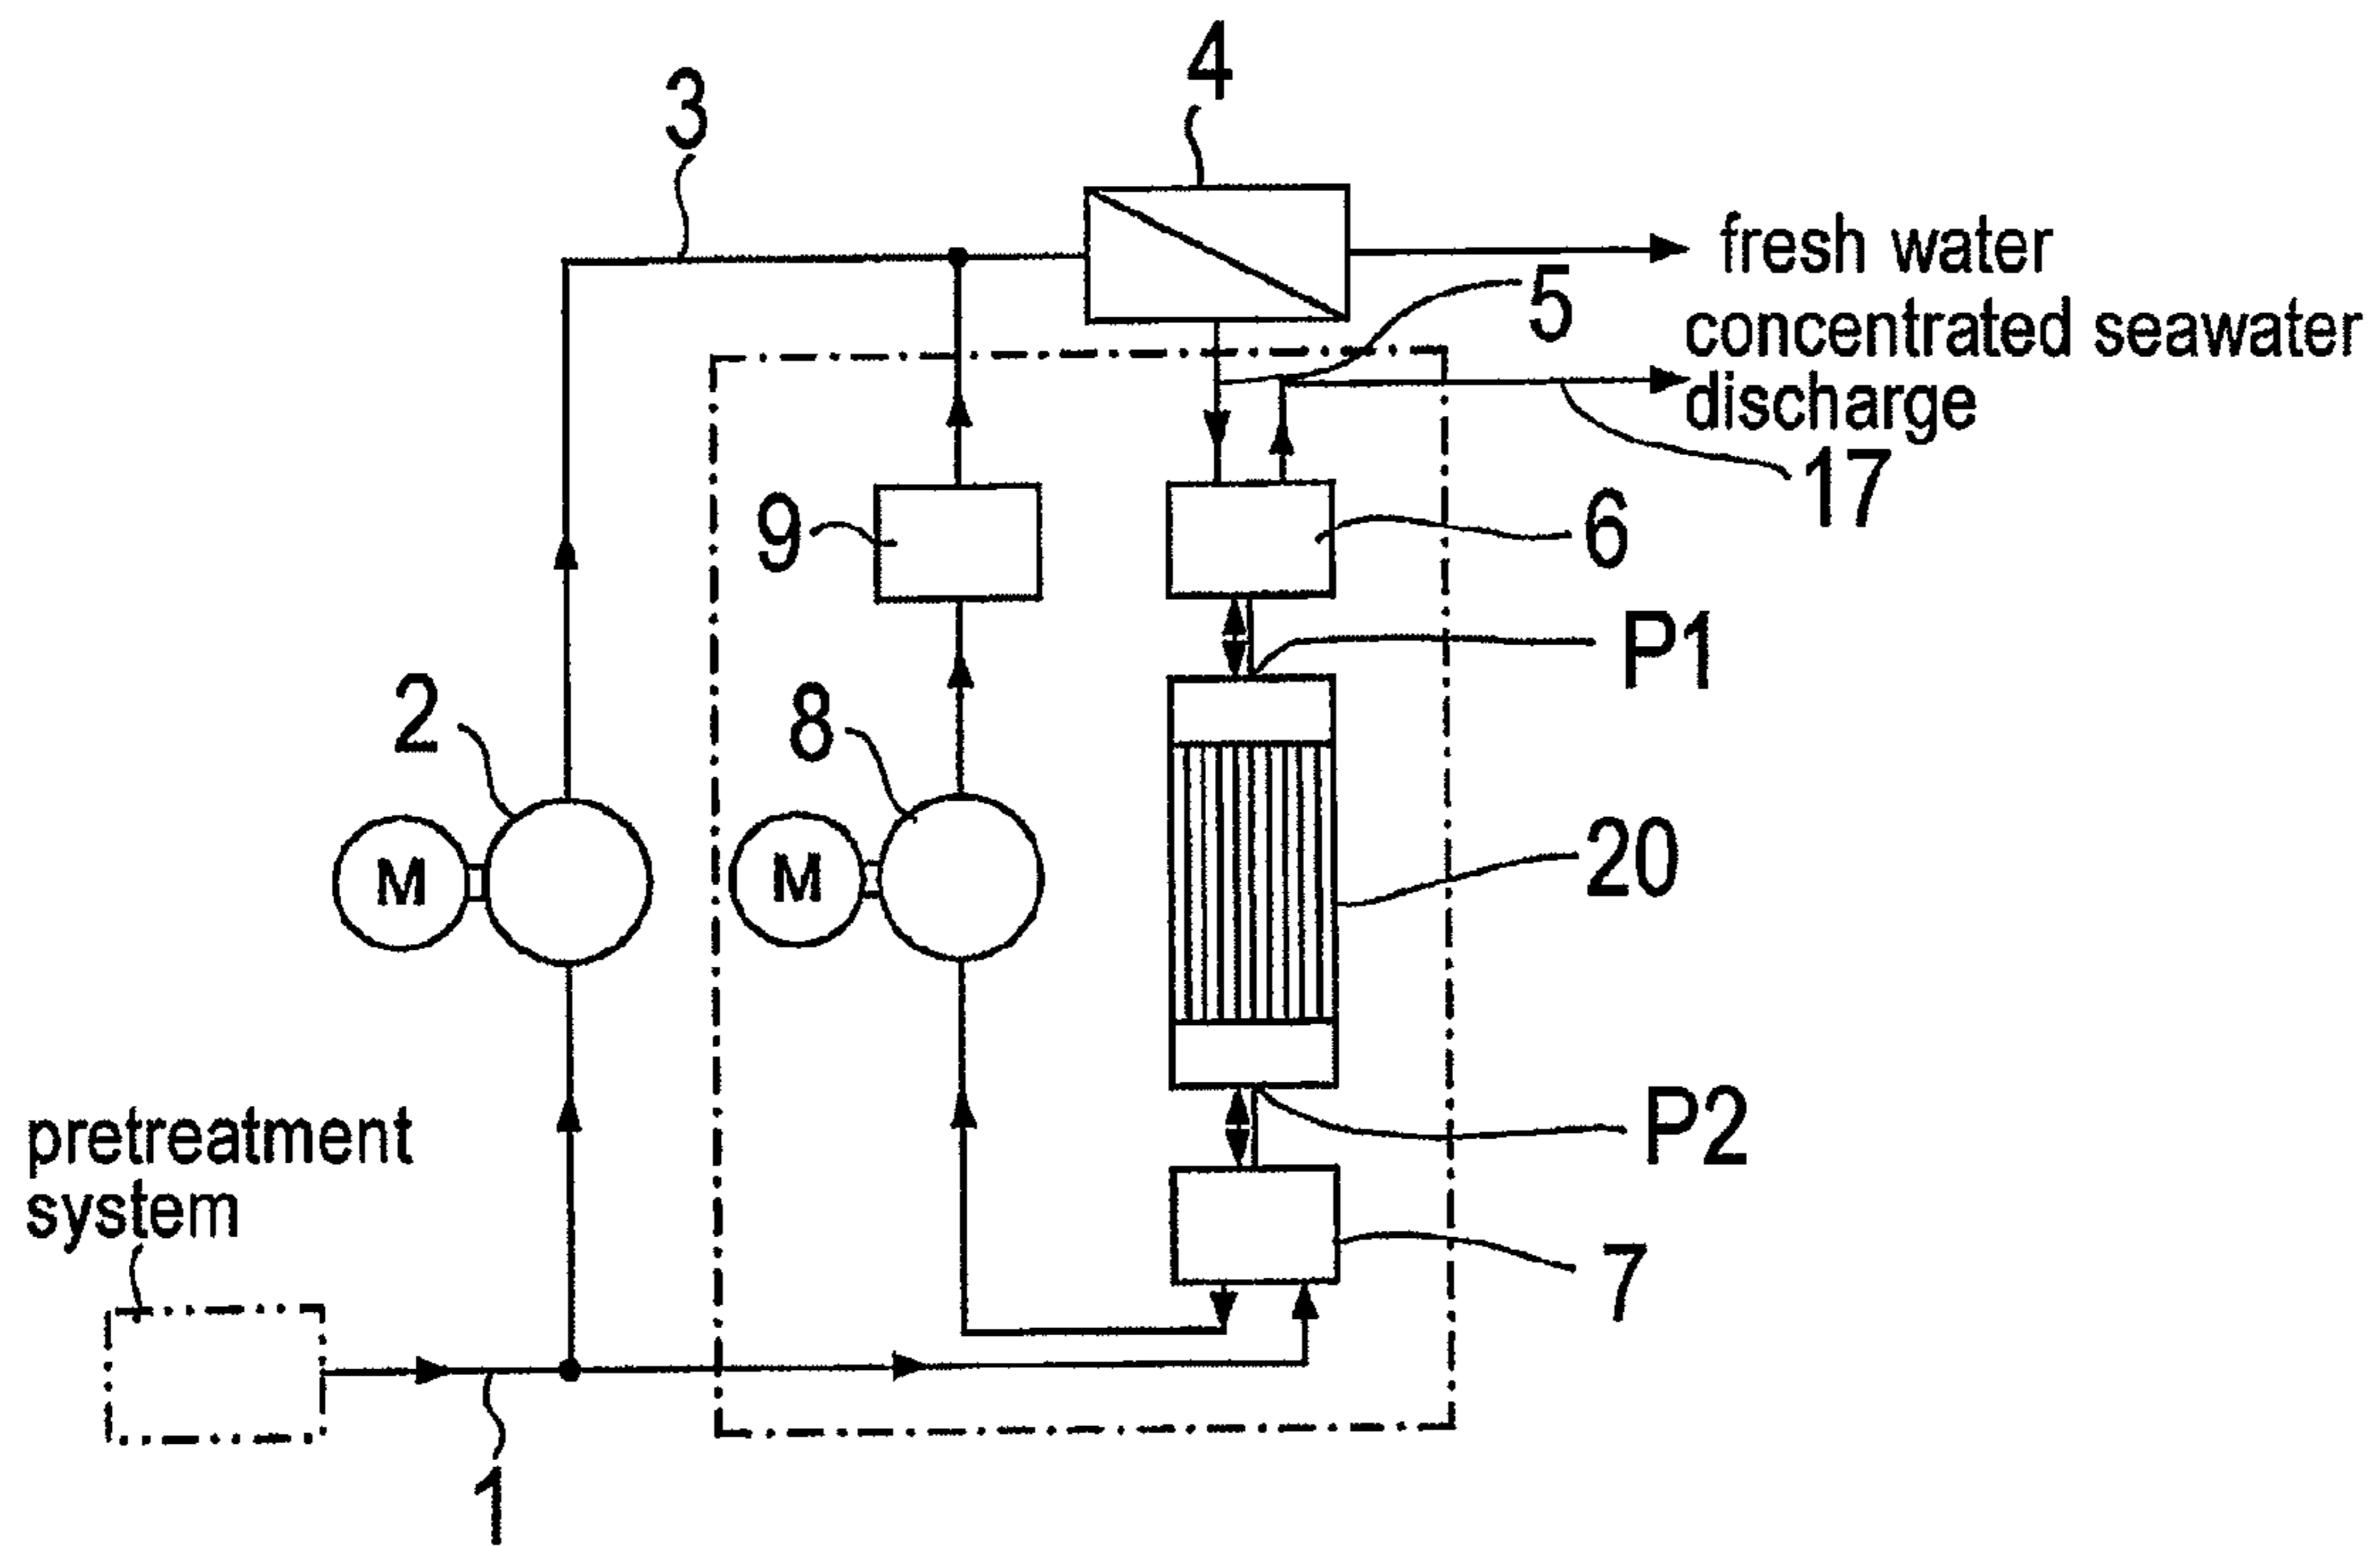 4
3
fresh water
5
concentrated seawater
discharge
17
9
6
P1
2
8
M
M
20
P2
pretreatment
system
7
1